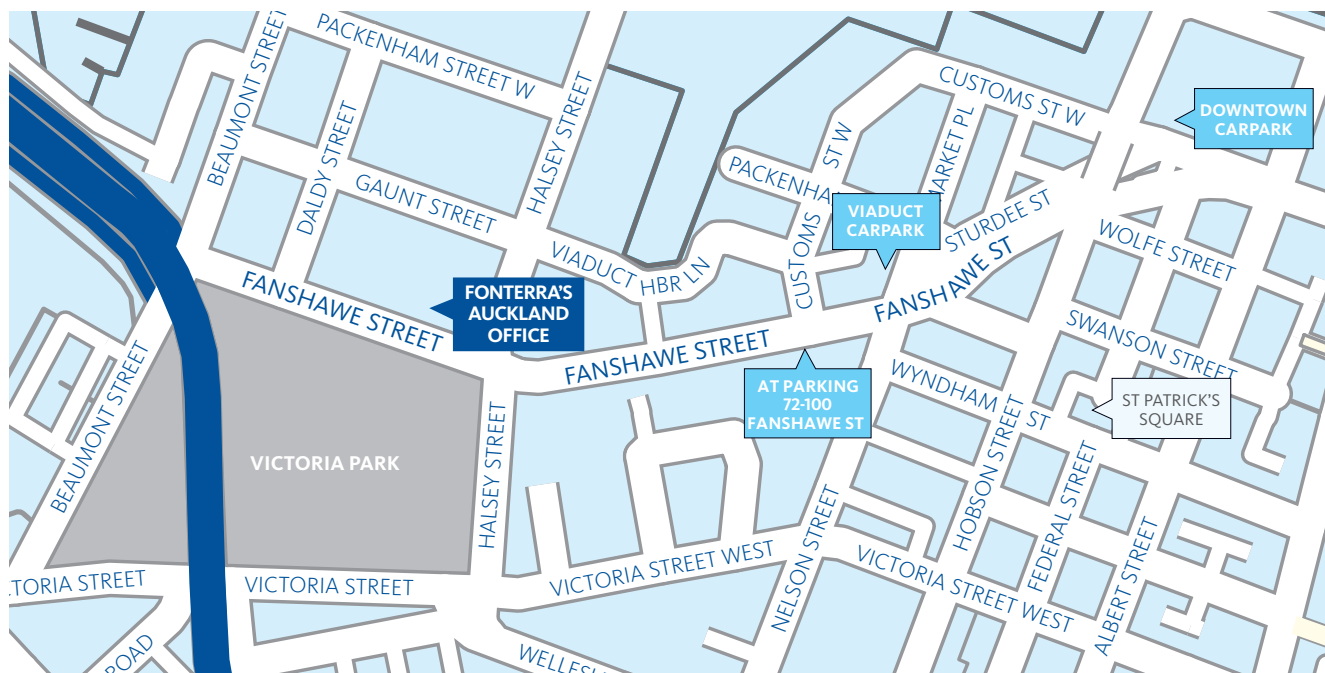 PACKENHAM STREET W
BEAUMONT STREET
DALDY STREET
HALSEY STREET
GAUNT STREET
CUSTOMS ST W
DOWNTOWN
CARPARK
MARKET PL
PACKENHA
CUSTOMS ST W
VIADUCT
CARPARK
STURDEE ST
WOLFE STREET
VIADUCT HBR LN
FANSHAWE STREET
FONTERRA'S
AUCKLAND
OFFICE
FANSHAWE ST
FANSHAWE STREET
SWANSON STREET
AT PARKING
72-100
FANSHAWE ST
WYNDHAM ST
ST PATRICK'S
SQUARE
BEAUMONT STREET
VICTORIA PARK
HALSEY STREET
HOBSON STREET
FEDERAL STREET
NELSON STREET
ALBERT STREET
TORIA STREET
VICTORIA STREET
VICTORIA STREET WEST
VICTORIA STREET WEST
ROAD
WELLES